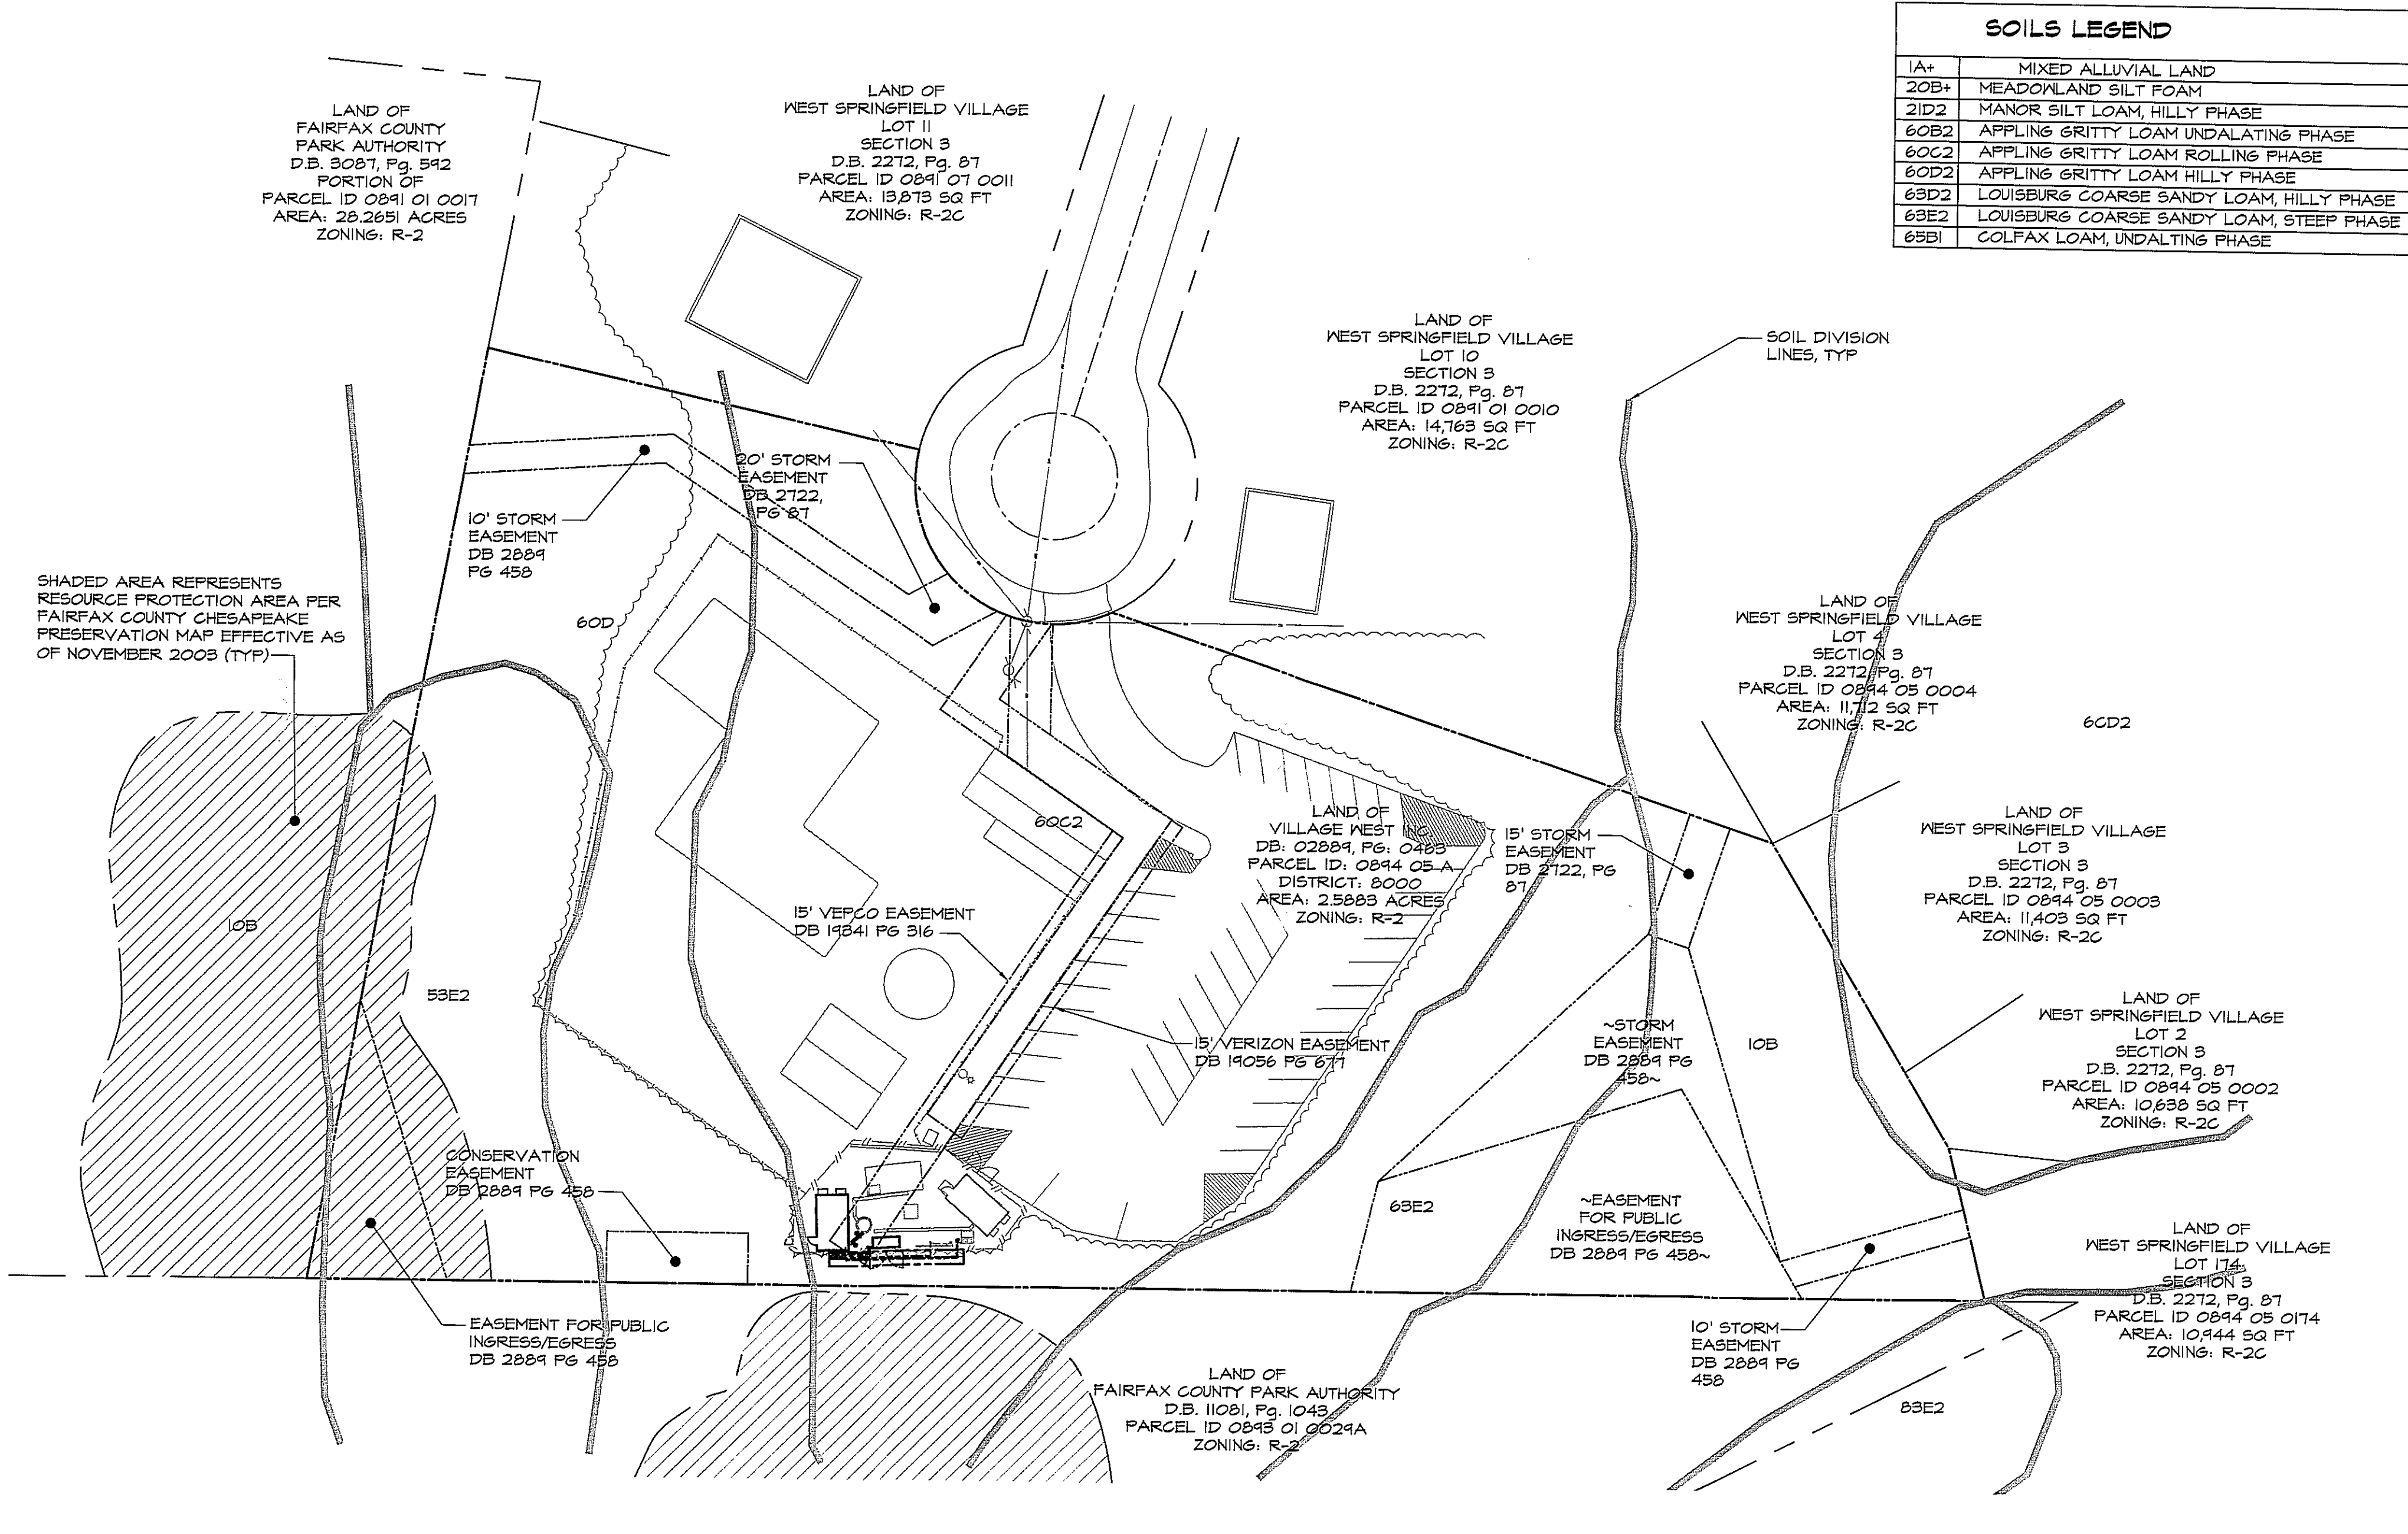 SOILS LEGEND
1A+ MIXED ALLUVIAL LAND
20B+ MEADOWLAND SILT FOAM
21D2 MANOR SILT LOAM, HILLY PHASE
60B2 APPLING GRITTY LOAM UNDALATING PHASE
60C2 APPLING GRITTY LOAM ROLLING PHASE
60D2 APPLING GRITTY LOAM HILLY PHASE
63D2 LOUISBURG COARSE SANDY LOAM, HILLY PHASE
63E2 LOUISBURG COARSE SANDY LOAM, STEEP PHASE
65B1 COLFAX LOAM, UNDALTING PHASE
LAND OF
FAIRFAX COUNTY
PARK AUTHORITY
D.B. 3087, Pg. 592
PORTION OF
PARCEL ID 0891 01 0017
AREA: 28.2651 ACRES
ZONING: R-2
LAND OF
WEST SPRINGFIELD VILLAGE
LOT 11
SECTION 3
D.B. 2272, Pg. 87
PARCEL ID 0891 07 0011
AREA: 13,873 SQ FT
ZONING: R-2C
LAND OF
WEST SPRINGFIELD VILLAGE
LOT 10
SECTION 3
D.B. 2272, Pg. 87
PARCEL ID 0891 01 0010
AREA: 14,763 SQ FT
ZONING: R-2C
SOIL DIVISION
LINES, TYP
20' STORM
EASEMENT
DB 2722,
PG 87
10' STORM
EASEMENT
DB 2889
PG 458
SHADED AREA REPRESENTS
RESOURCE PROTECTION AREA PER
FAIRFAX COUNTY CHESAPEAKE
PRESERVATION MAP EFFECTIVE AS
OF NOVEMBER 2003 (TYP)
60D
LAND OF
WEST SPRINGFIELD VILLAGE
LOT 4
SECTION 3
D.B. 2272, Pg. 87
PARCEL ID 0894 05 0004
AREA: 11,712 SQ FT
ZONING: R-2C
6CD2
60C2
LAND OF
VILLAGE WEST INC.
DB: 02889, PG: 0463
PARCEL ID: 0894 05 A
DISTRICT: 8000
AREA: 2.5883 ACRES
ZONING: R-2
15' STORM
EASEMENT
DB 2722, PG
87
LAND OF
WEST SPRINGFIELD VILLAGE
LOT 3
SECTION 3
D.B. 2272, Pg. 87
PARCEL ID 0894 05 0003
AREA: 11,403 SQ FT
ZONING: R-2C
10B
15' VEPCO EASEMENT
DB 19341 PG 316
53E2
15' VERIZON EASEMENT
DB 19056 PG 677
~STORM
EASEMENT
DB 2889 PG
458~
10B
LAND OF
WEST SPRINGFIELD VILLAGE
LOT 2
SECTION 3
D.B. 2272, Pg. 87
PARCEL ID 0894 05 0002
AREA: 10,638 SQ FT
ZONING: R-2C
CONSERVATION
EASEMENT
DB 2889 PG 458
63E2
~EASEMENT
FOR PUBLIC
INGRESS/EGRESS
DB 2889 PG 458~
LAND OF
WEST SPRINGFIELD VILLAGE
LOT 174
SECTION 3
D.B. 2272, Pg. 87
PARCEL ID 0894 05 0174
AREA: 10,944 SQ FT
ZONING: R-2C
EASEMENT FOR PUBLIC
INGRESS/EGRESS
DB 2889 PG 458
10' STORM
EASEMENT
DB 2889 PG
458
LAND OF
FAIRFAX COUNTY PARK AUTHORITY
D.B. 11081, Pg. 1043
PARCEL ID 0893 01 0029A
ZONING: R-2
83E2